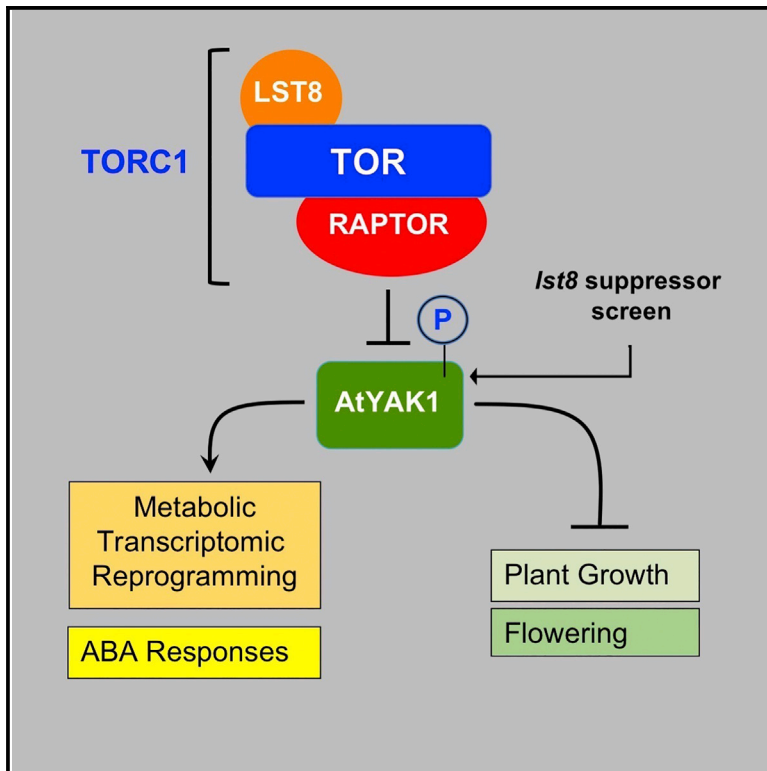 LST8
TORC1
TOR
RAPTOR
lst8 suppressor
screen
P
AtYAK1
Metabolic
Transcriptomic
Reprogramming
ABA Responses
Plant Growth
Flowering